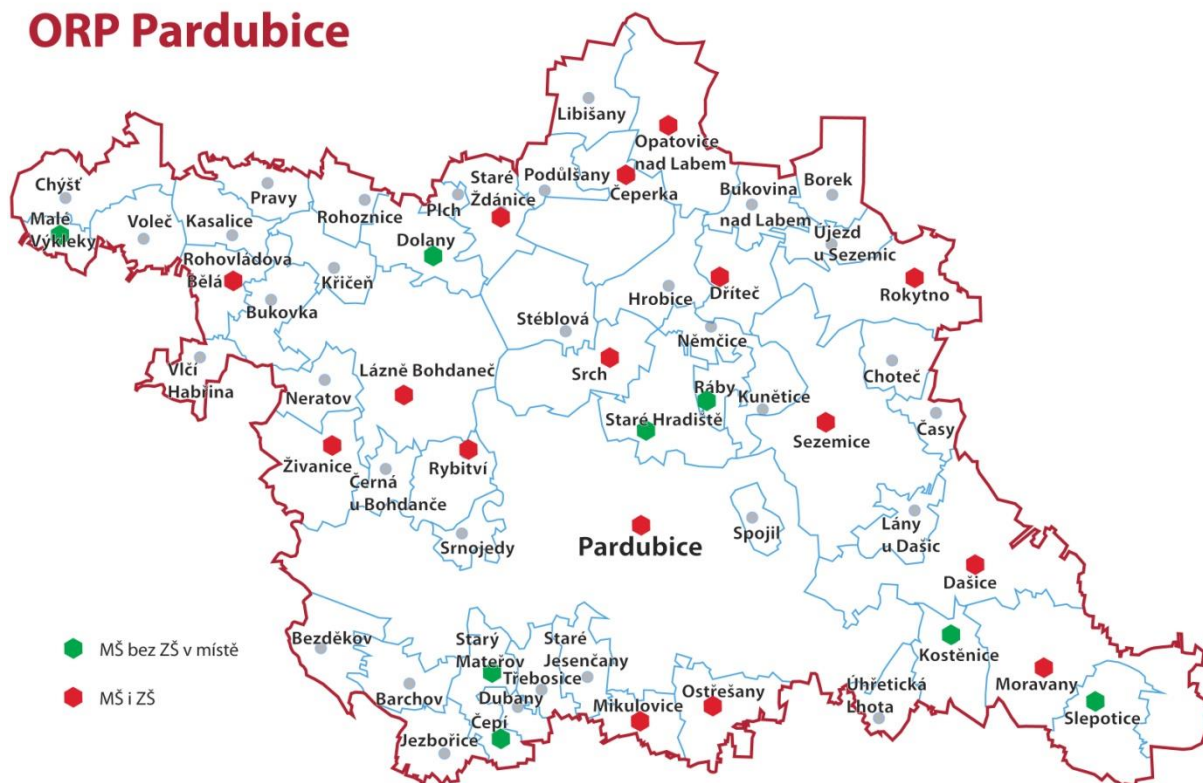 ORP Pardubice
Libišany
Opatovice
nad Labem
Chýšť
Pravy
Staré
Ždánice
Podůlšany
Čeperka
Bukovina
nad Labem
Borek
Malé
Výkleky
Voleč
Kasalice
Rohoznice
Plch
Dolany
Újezd
u Sezemic
Rohovládova
Bělá
Křičeň
Bukovka
Hrobice
Dříteč
Rokytno
Stéblová
Němčice
Vlčí
Habřina
Lázně Bohdaneč
Srch
Choteč
Neratov
Ráby
Kunětice
Staré Hradiště
Sezemice
Časy
Živanice
Rybitví
Černá
u Bohdanče
Srnojedy
Pardubice
Spojil
Lány
u Dašic
Dašice
Bezděkov
Starý
Mateřov
Staré
Jesenčany
MŠ bez ZŠ v místě
Kostěnice
Třebosice
Barchov
Dubany
Mikulovice
Ostřešany
Úhřetická
Lhota
Moravany
MŠ i ZŠ
Slepotice
Čepí
Jezbořice